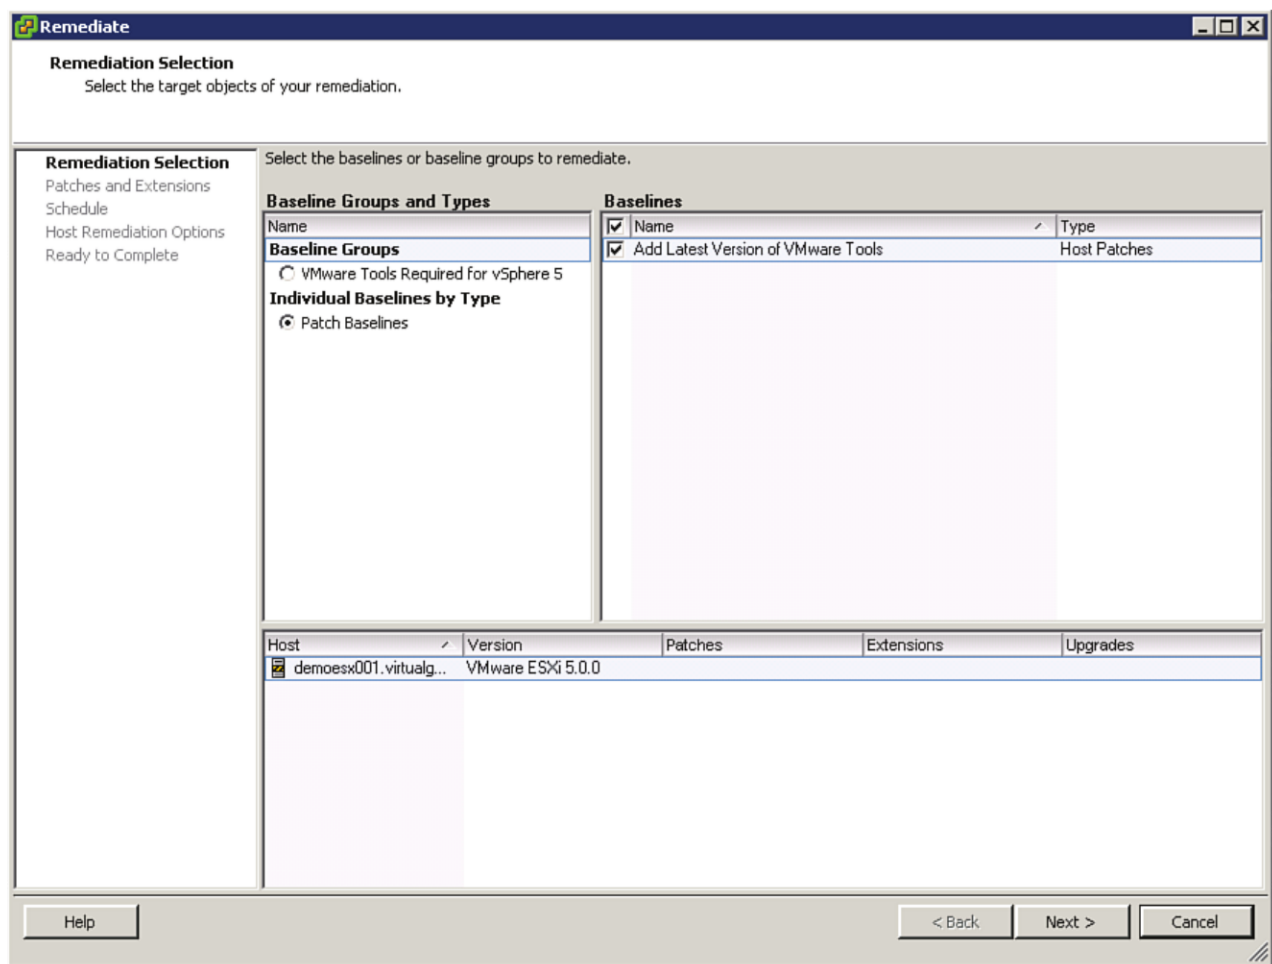 Remediate
Remediation Selection
Select the target objects of your remediation.
Remediation Selection
Patches and Extensions
Schedule
Host Remediation Options
Ready to Complete
Select the baselines or baseline groups to remediate.
Baseline Groups and Types
Name
Baseline Groups
VMware Tools Required for vSphere 5
Individual Baselines by Type
Patch Baselines
Baselines
Name Type
Add Latest Version of VMware Tools Host Patches
Host Version Patches Extensions Upgrades
demoesx001.virtualg... VMware ESXi 5.0.0
Help < Back Next > Cancel